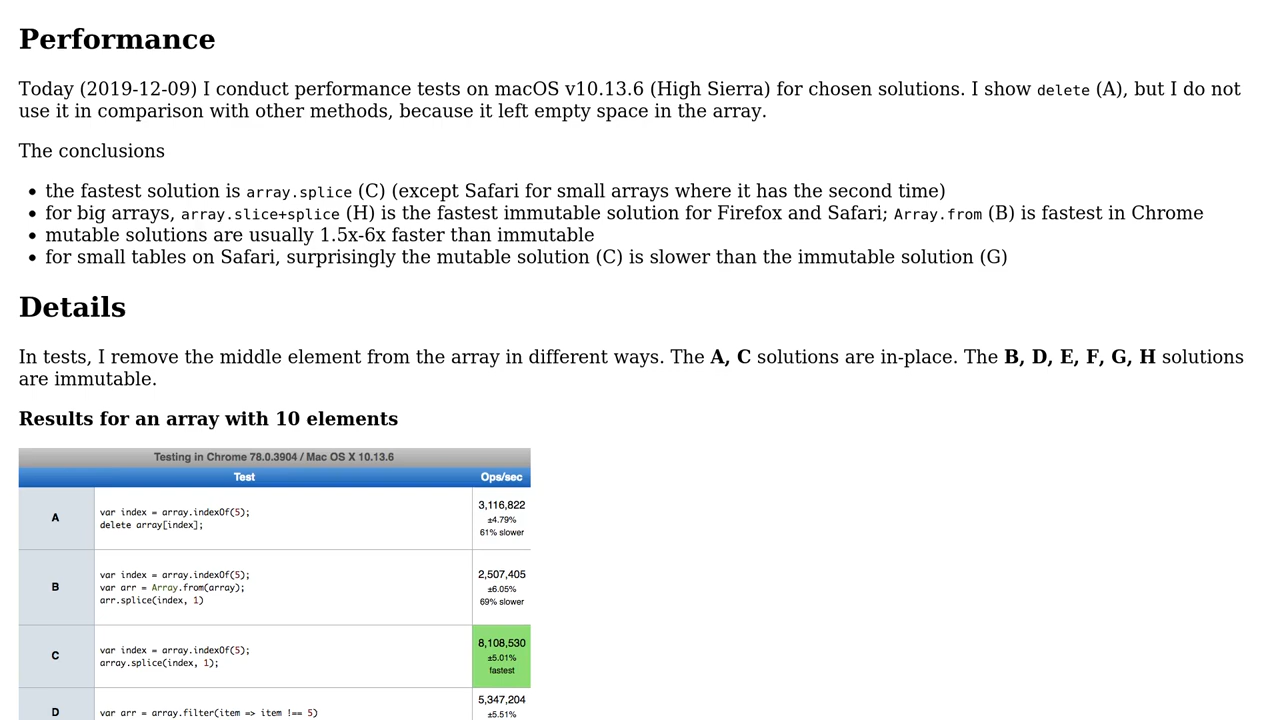 Performance
Today (2019-12-09) I conduct performance tests on macOS v10.13.6 (High Sierra) for chosen solutions. I show delete (A), but I do not
use it in comparison with other methods, because it left empty space in the array.
The conclusions
• the fastest solution is array.splice (C) (except Safari for small arrays where it has the second time)
• for big arrays, array.slice+splice (H) is the fastest immutable solution for Firefox and Safari; Array.from (B) is fastest in Chrome
• mutable solutions are usually 1.5x-6x faster than immutable
• for small tables on Safari, surprisingly the mutable solution (C) is slower than the immutable solution (G)
Details
In tests, I remove the middle element from the array in different ways. The A, C solutions are in-place. The B, D, E, F, G, H solutions
are immutable.
Results for an array with 10 elements
Testing in Chrome 78.0.3904 / Mac OS X 10.13.6
Test Ops/sec
A
var index = array.indexOf(5);
delete array[index];
3,116,822
±4.79%
61% slower
B
var index = array.indexOf(5);
var arr = Array.from(array);
arr.splice(index, 1)
2,507,405
±6.05%
69% slower
C
var index = array.indexOf(5);
array.splice(index, 1);
8,108,530
±5.01%
fastest
D
var arr = array.filter(item => item !== 5)
5,347,204
±5.51%